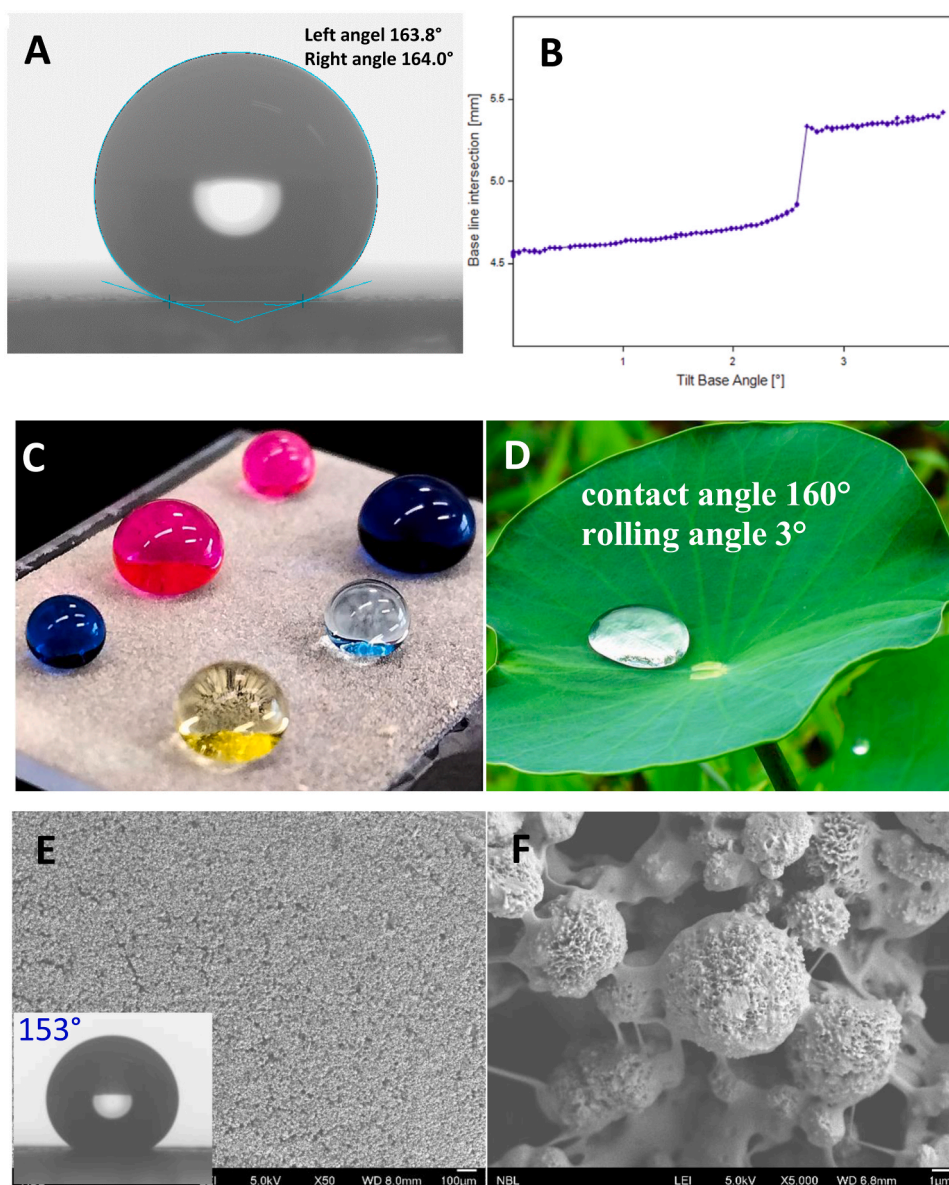 A
Left angel 163.8°
Right angle 164.0°
B
Base line intersection [mm]
5.5
5.0
4.5
1
2
3
Tilt Base Angle [°]
C
D
contact angle 160°
rolling angle 3°
E
153°
LEI 5.0kV X50 WD 8.0mm 100μm
F
NBL LEI 5.0kV X5,000 WD 6.8mm 1μm